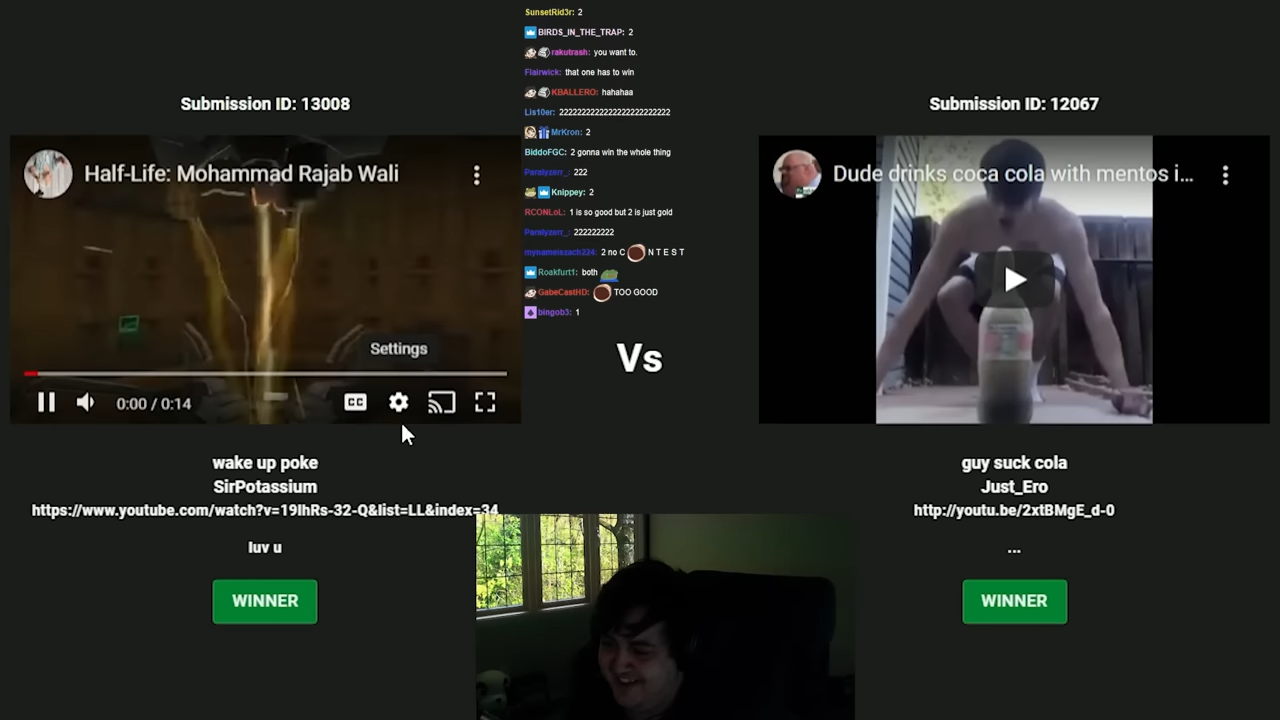 SunsetRid3r: 2
BIRDS_IN_THE_TRAP: 2
rakutrash: you want to.
Flairwick: that one has to win
KBALLERO: hahahaa
Lis10er: 2222222222222222222222222
MrKron: 2
BiddoFGC: 2 gonna win the whole thing
Paralyzerr_: 222
Knippey: 2
RCONLoL: 1 is so good but 2 is just gold
Paralyzerr_: 222222222
mynameiszach224: 2 no C N T E S T
Roakfurt1: both
GabeCastHD: TOO GOOD
bingob3: 1
Submission ID: 13008
Half-Life: Mohammad Rajab Wali
Settings
0:00 / 0:14
CC
wake up poke
SirPotassium
https://www.youtube.com/watch?v=19IhRs-32-Q&list=LL&index=34
luv u
WINNER
Vs
Submission ID: 12067
Dude drinks coca cola with mentos i...
guy suck cola
Just_Ero
http://youtu.be/2xtBMgE_d-0
...
WINNER